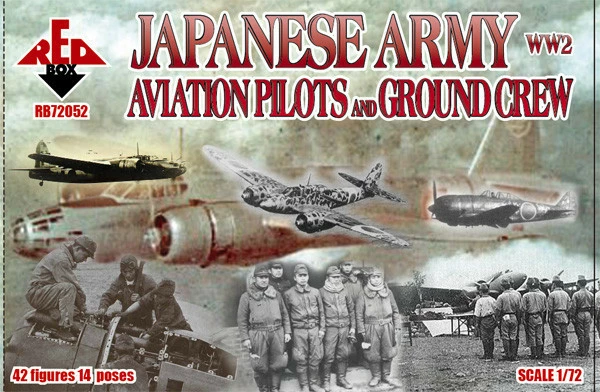 RED
BOX
RB72052
JAPANESE ARMY WW2
AVIATION PILOTS AND GROUND CREW
42 figures 14 poses
SCALE 1/72